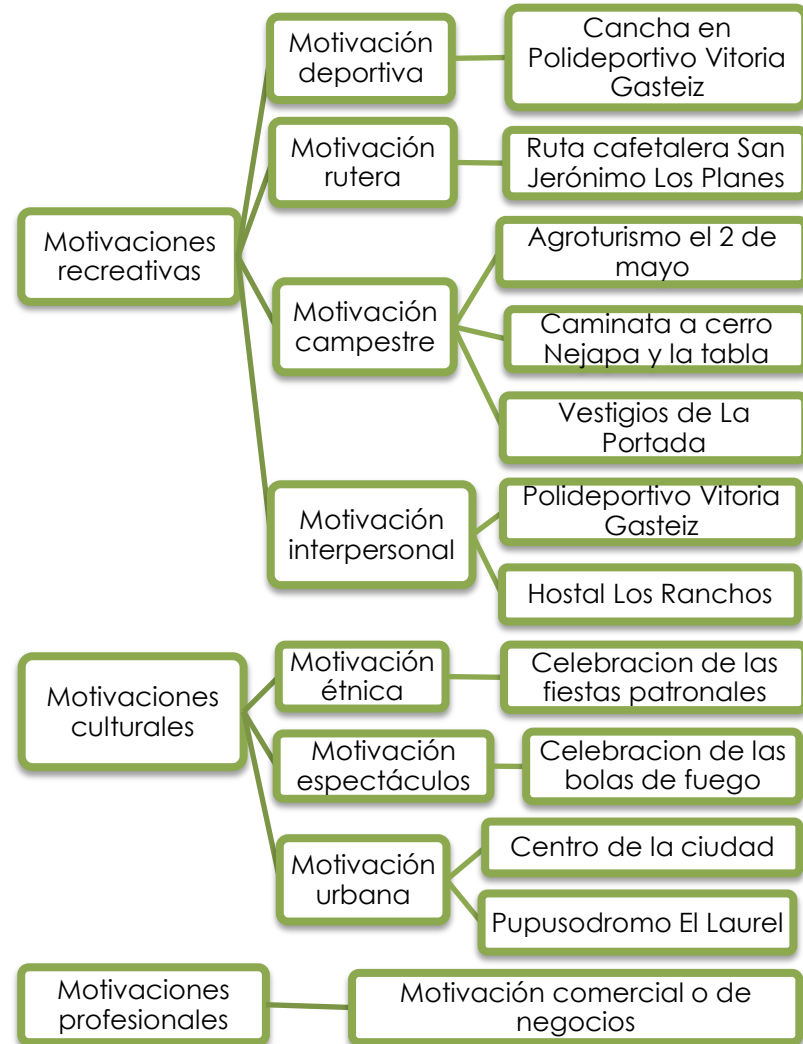 Motivaciones
recreativas
Motivación
deportiva
Cancha en
Polideportivo Vitoria
Gasteiz
Motivación
rutera
Ruta cafetalera San
Jerónimo Los Planes
Motivación
campestre
Agroturismo el 2 de
mayo
Caminata a cerro
Nejapa y la tabla
Vestigios de La
Portada
Motivación
interpersonal
Polideportivo Vitoria
Gasteiz
Hostal Los Ranchos
Motivaciones
culturales
Motivación
étnica
Celebracion de las
fiestas patronales
Motivación
espectáculos
Celebracion de las
bolas de fuego
Motivación
urbana
Centro de la ciudad
Pupusodromo El Laurel
Motivaciones
profesionales
Motivación comercial o de
negocios